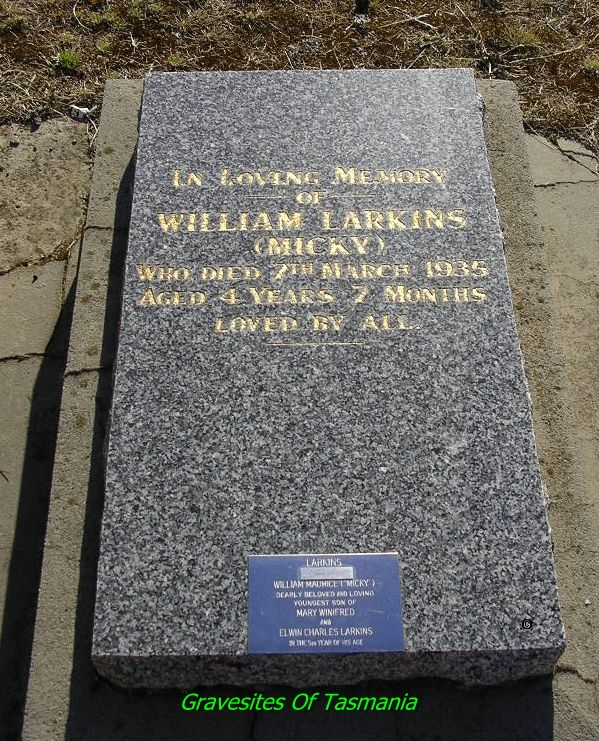 In Loving Memory
OF
WILLIAM LARKINS
(MICKY)
WHO DIED 7TH MARCH 1935
AGED 4 YEARS 7 MONTHS
LOVED BY ALL.
LARKINS
WILLIAM MAURICE ("MICKY")
DEARLY BELOVED AND LOVING
YOUNGEST SON OF
MARY WINIFRED
AND
ELWIN CHARLES LARKINS
IN THE 5TH YEAR OF HIS AGE
Gravesites Of Tasmania